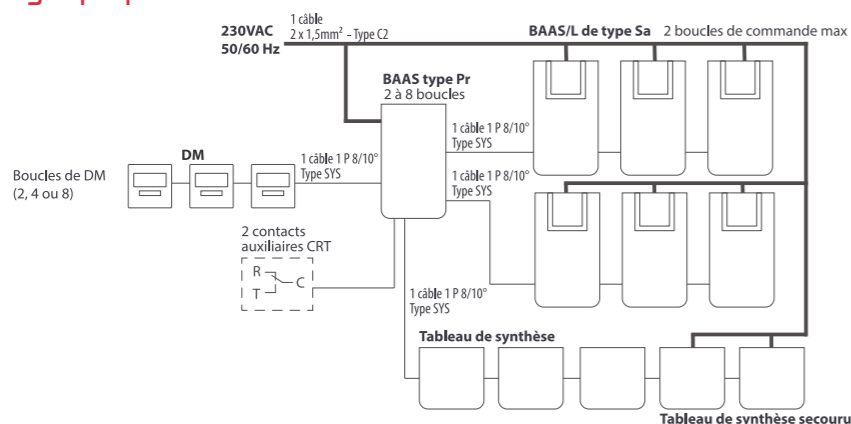 230VAC
50/60 Hz
1 câble
2 x 1,5mm² - Type C2
BAAS/L de type Sa 2 boucles de commande max
BAAS type Pr
2 à 8 boucles
1 câble 1 P 8/10°
Type SYS
DM
1 câble 1 P 8/10°
Type SYS
Boucles de DM
(2, 4 ou 8)
1 câble 1 P 8/10°
Type SYS
2 contacts
auxiliaires CRT
R
C
T
1 câble 1 P 8/10°
Type SYS
Tableau de synthèse
Tableau de synthèse secouru